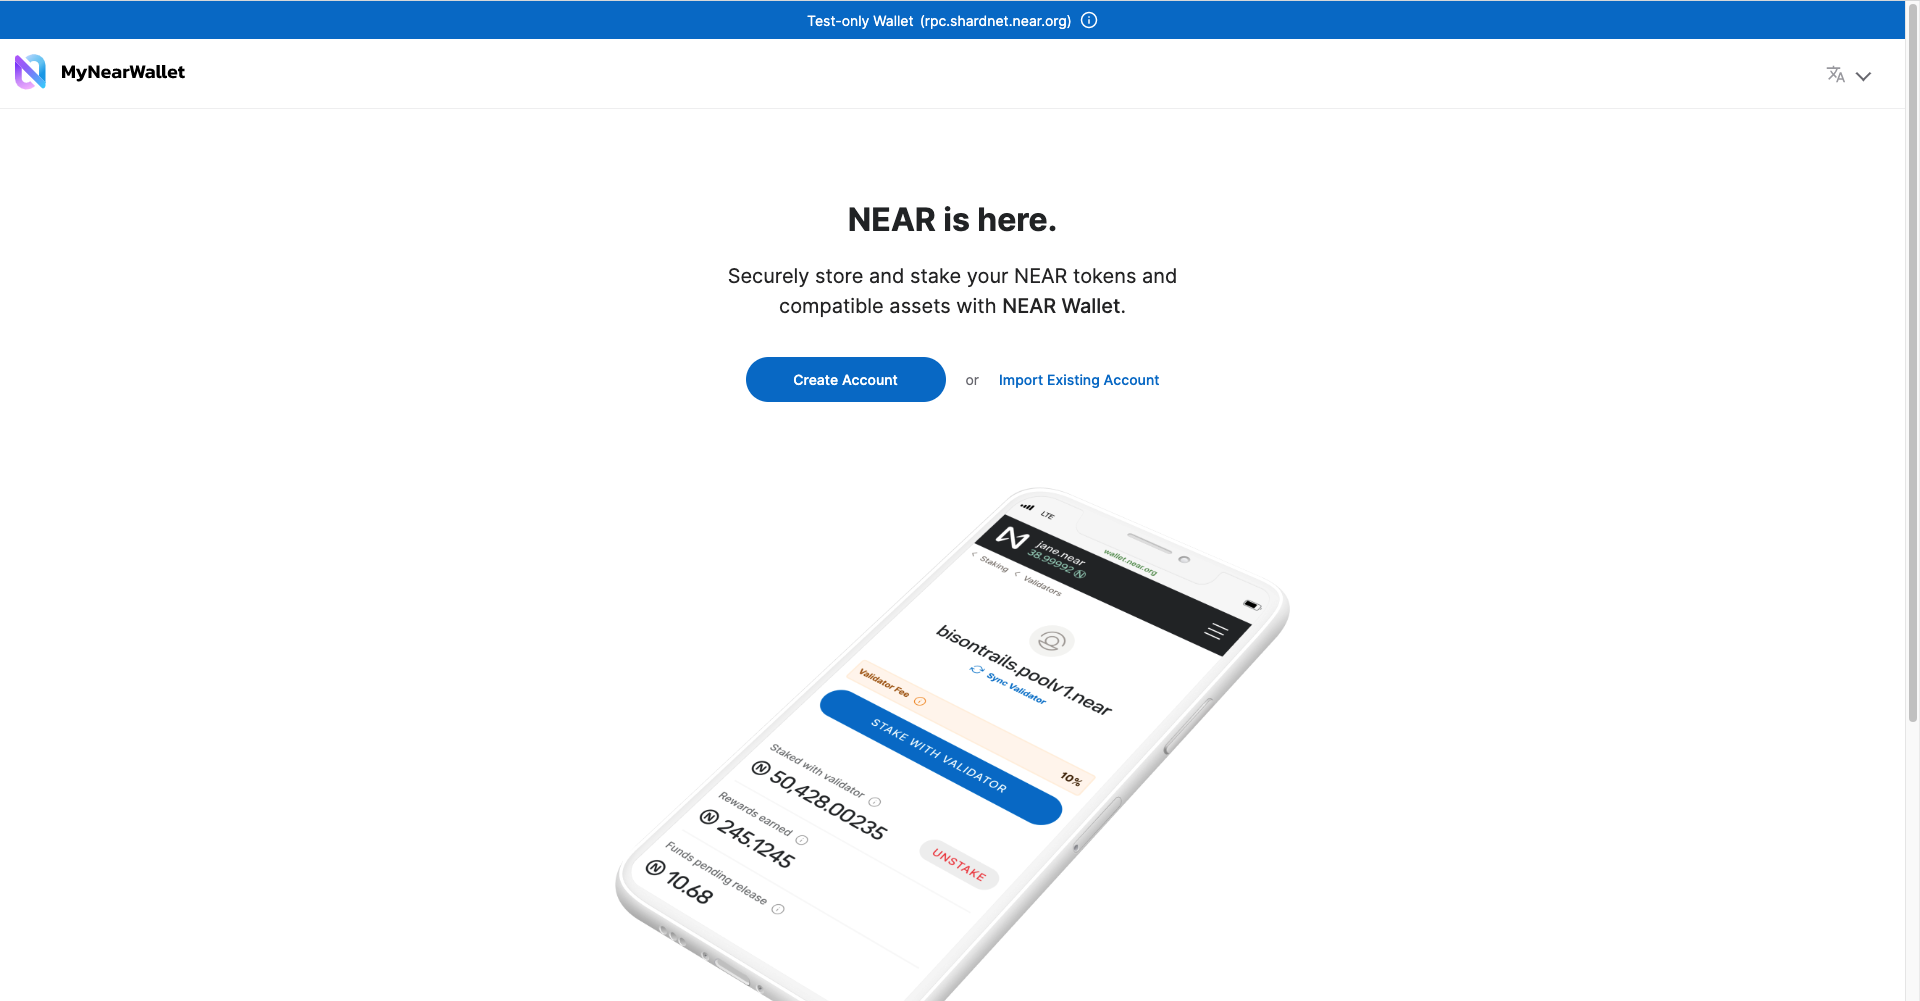 Test-only Wallet (rpc.shardnet.near.org)
MyNearWallet
NEAR is here.
Securely store and stake your NEAR tokens and
compatible assets with NEAR Wallet.
Create Account or Import Existing Account
LTE
wallet.near.org
jane.near
38.99992
Staking Validators
bisontrails.poolv1.near
Sync Validator
Validator Fee
10%
STAKE WITH VALIDATOR
Staked with validator
50,428.00235
UNSTAKE
Rewards earned
245.1245
Funds pending release
10.68